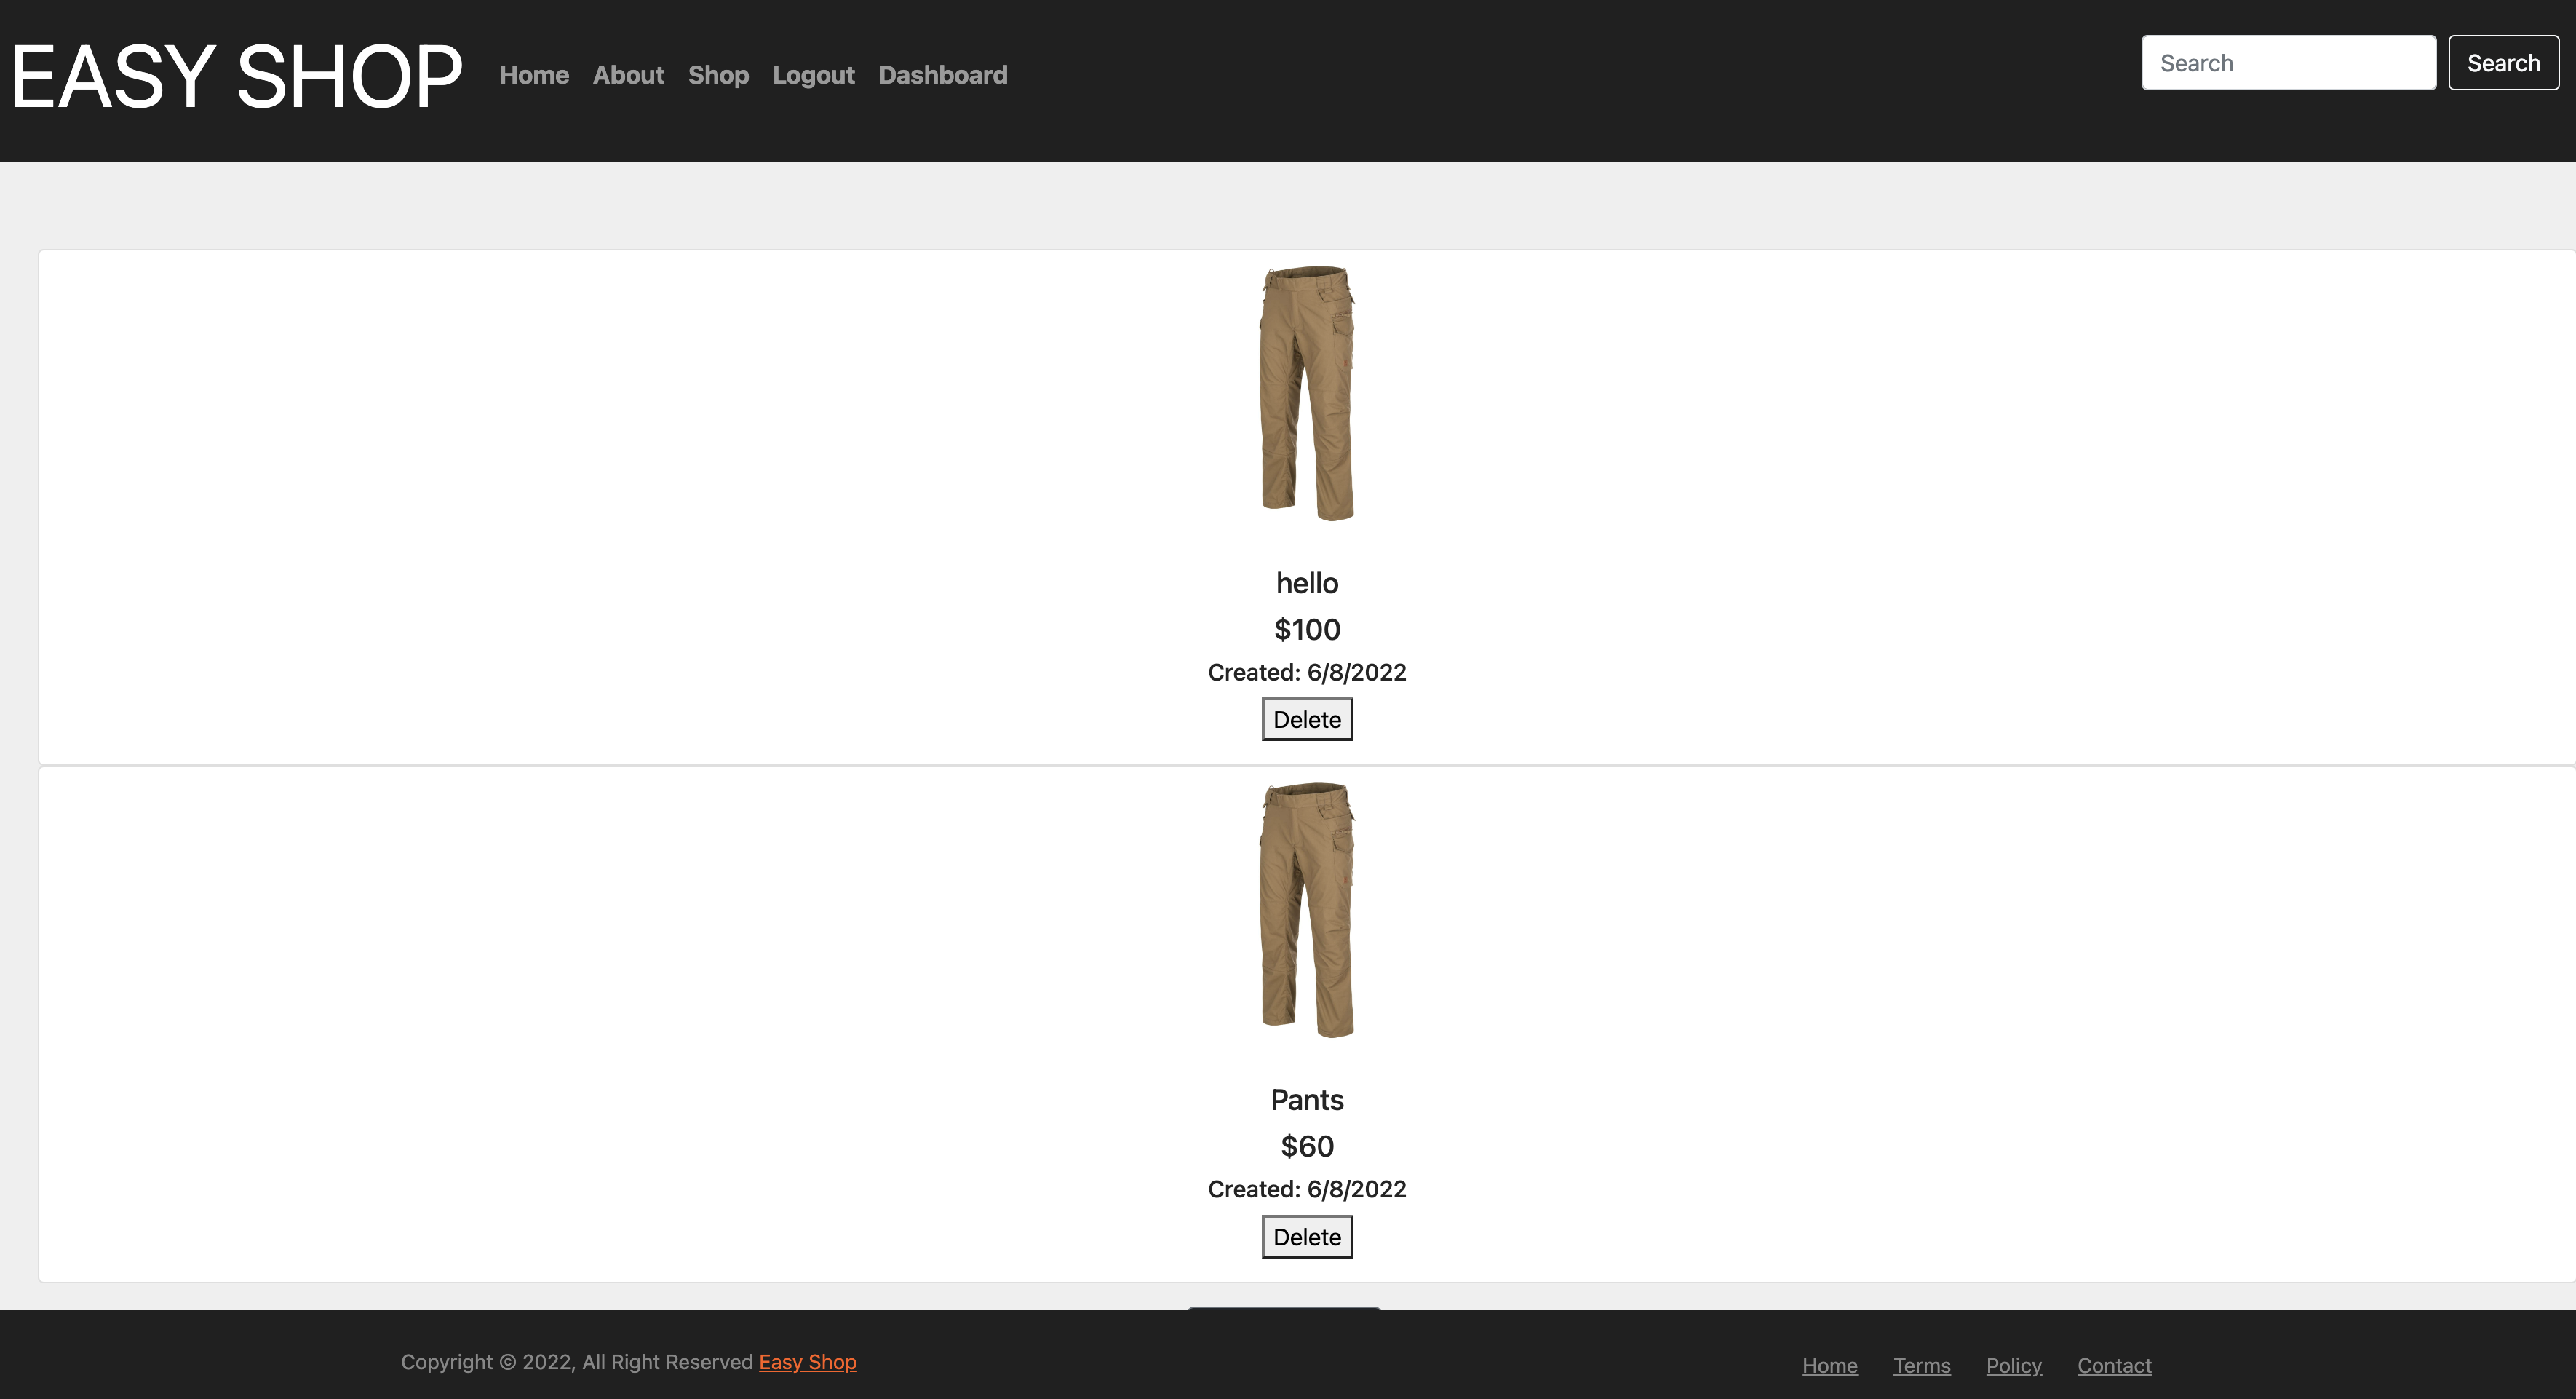 EASY SHOP Home About Shop Logout Dashboard Search Search
hello
$100
Created: 6/8/2022
Delete
Pants
$60
Created: 6/8/2022
Delete
Copyright © 2022, All Right Reserved Easy Shop Home Terms Policy Contact